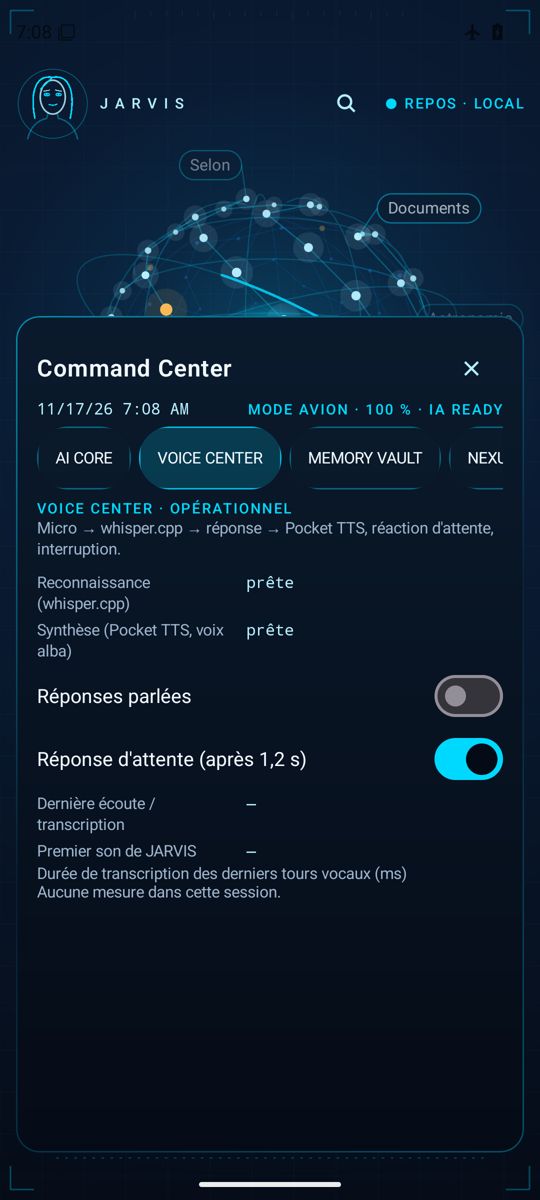 7:08
JARVIS
REPOS · LOCAL
Selon
Documents
Astronomie
Command Center
11/17/26 7:08 AM
MODE AVION · 100 % · IA READY
AI CORE
VOICE CENTER
MEMORY VAULT
NEXU
VOICE CENTER · OPÉRATIONNEL
Micro → whisper.cpp → réponse → Pocket TTS, réaction d'attente,
interruption.
Reconnaissance
(whisper.cpp)
prête
Synthèse (Pocket TTS, voix
alba)
prête
Réponses parlées
Réponse d'attente (après 1,2 s)
Dernière écoute /
transcription
—
Premier son de JARVIS
—
Durée de transcription des derniers tours vocaux (ms)
Aucune mesure dans cette session.